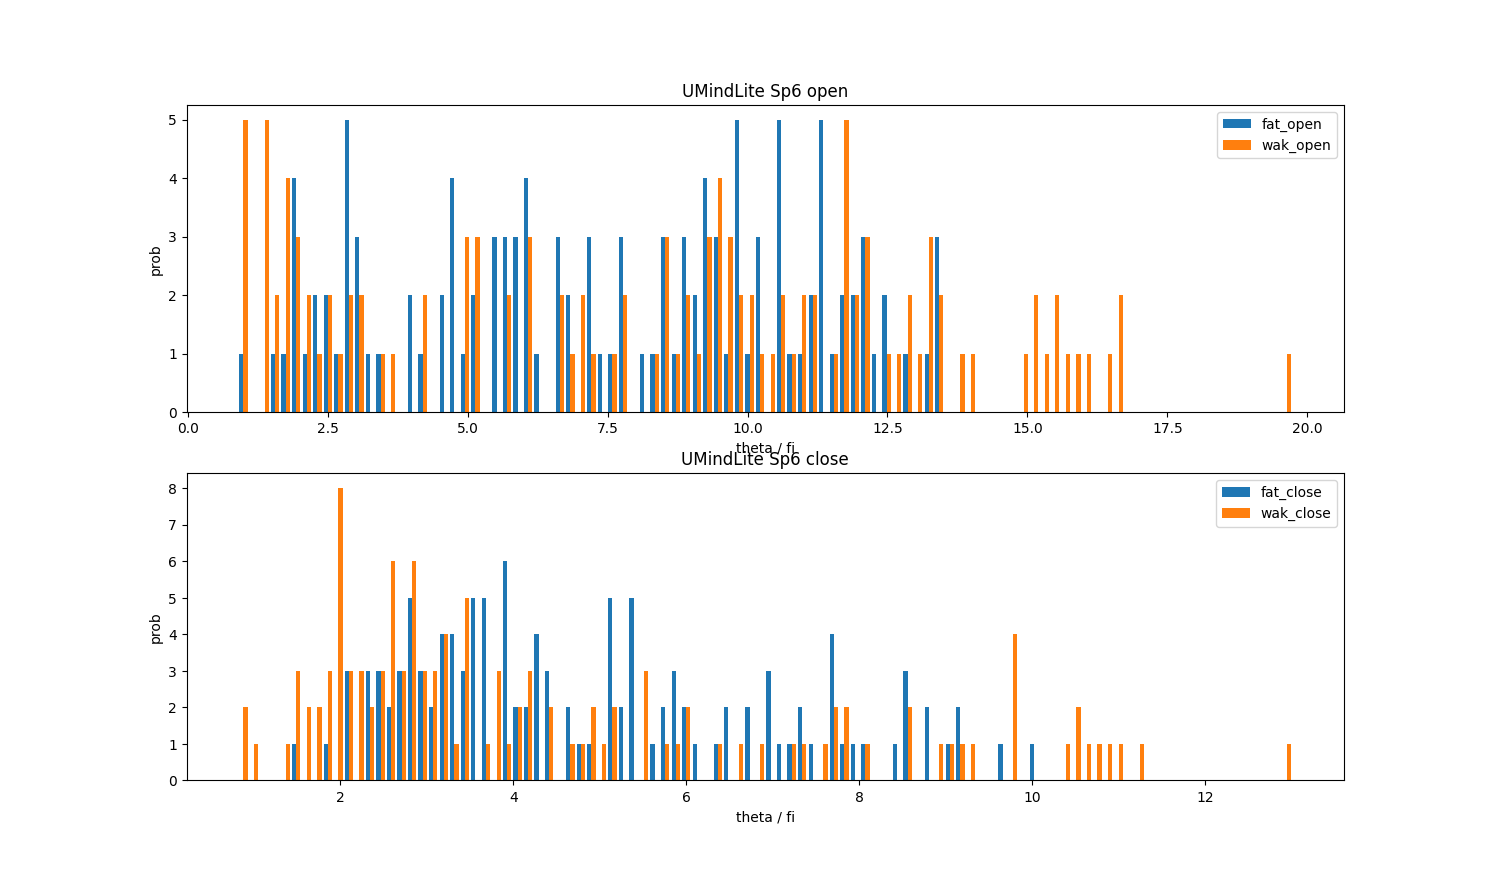 UMindLite Sp6 open
5
4
3
2
1
0
prob
fat_open
wak_open
0.0 2.5 5.0 7.5 10.0 12.5 15.0 17.5 20.0
theta / fi
UMindLite Sp6 close
8
7
6
5
4
3
2
1
0
prob
fat_close
wak_close
2 4 6 8 10 12
theta / fi